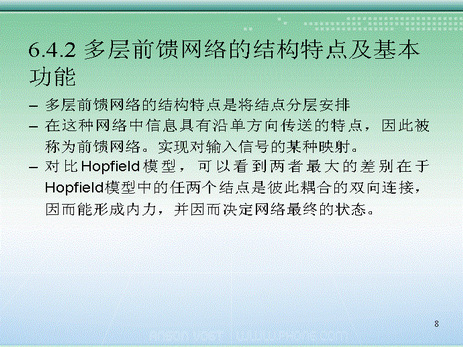 6.4.2 多层前馈网络的结构特点及基本
功能
– 多层前馈网络的结构特点是将结点分层安排
– 在这种网络中信息具有沿单方向传送的特点，因此被
称为前馈网络。实现对输入信号的某种映射。
– 对比Hopfield模型，可以看到两者最大的差别在于
Hopfield模型中的任两个结点是彼此耦合的双向连接，
因而能形成内力，并因而决定网络最终的状态。
8